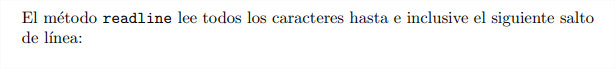 El método readline lee todos los caracteres hasta e inclusive el siguiente salto
de línea: